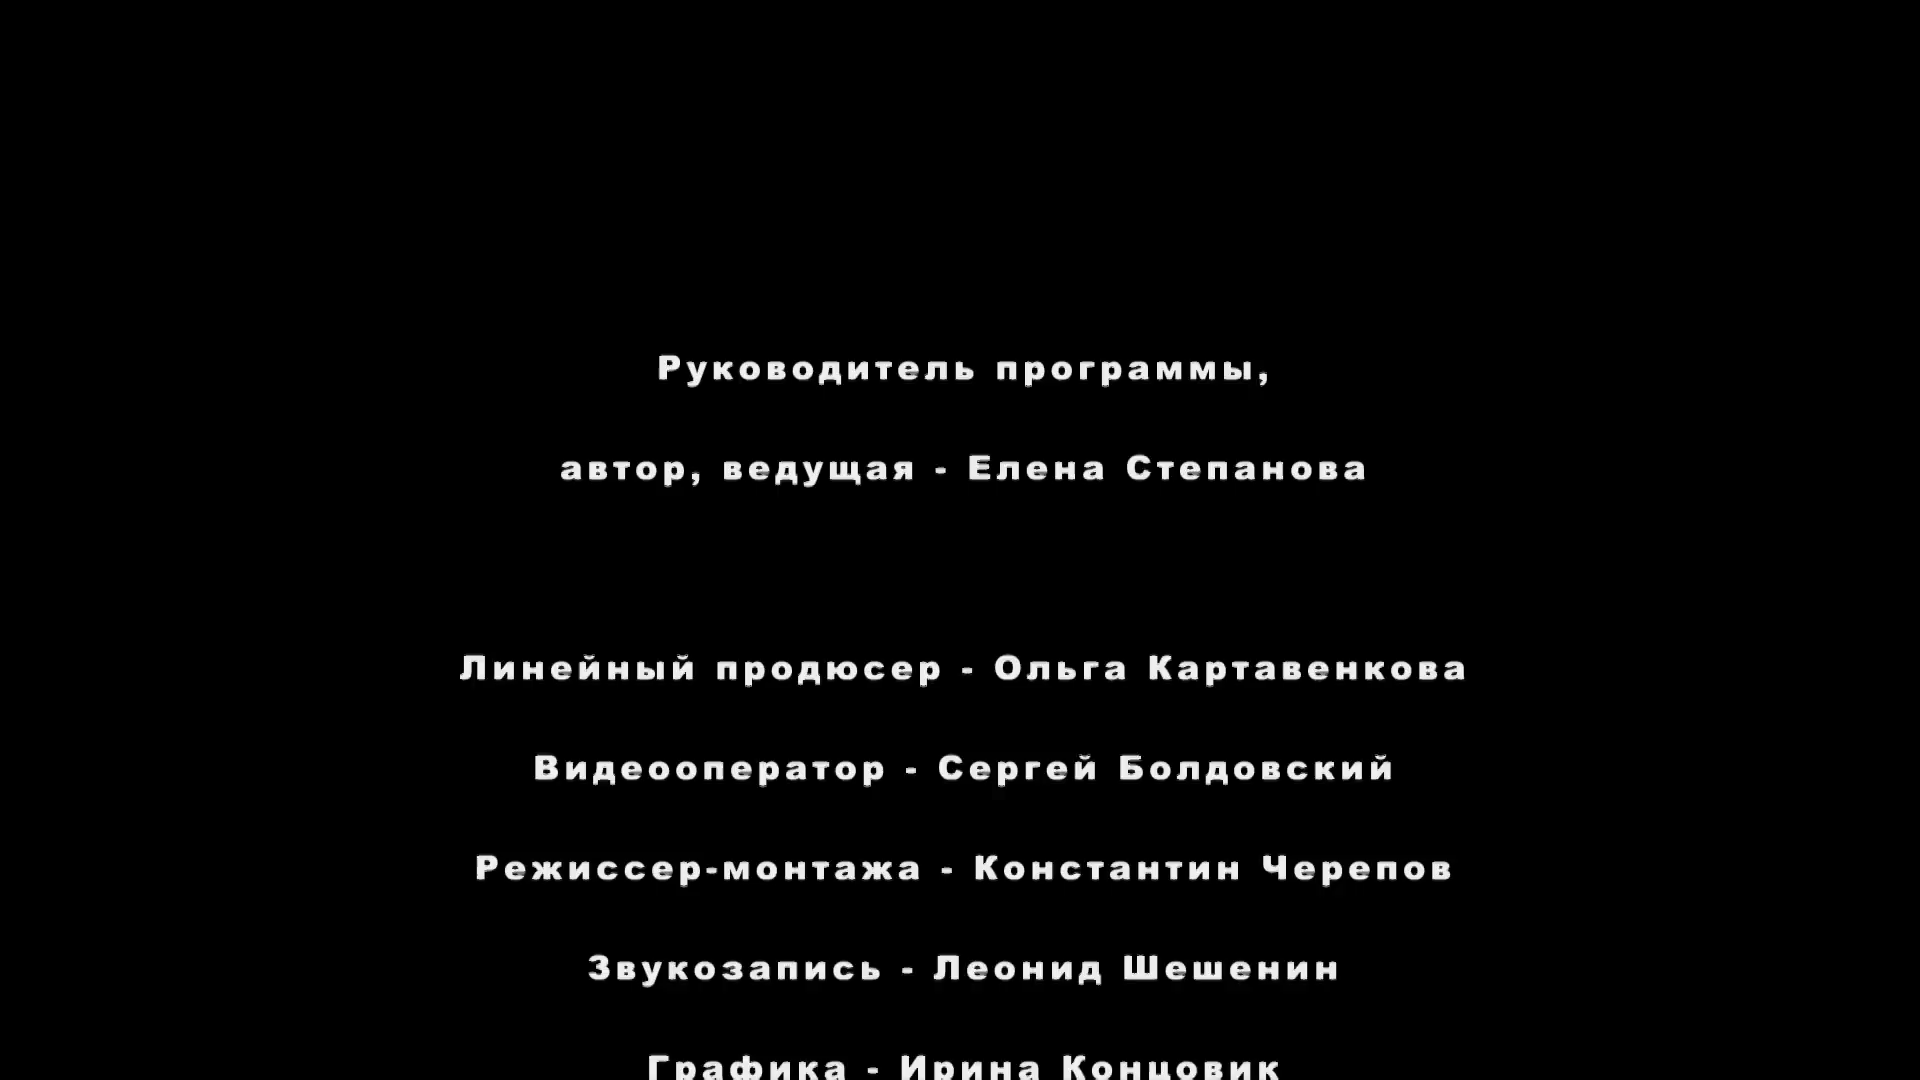 Руководитель программы,
автор, ведущая - Елена Степанова
Линейный продюсер - Ольга Картавенкова
Видеооператор - Сергей Болдовский
Режиссер-монтажа - Константин Черепов
Звукозапись - Леонид Шешенин
Графика - Ирина Концовик